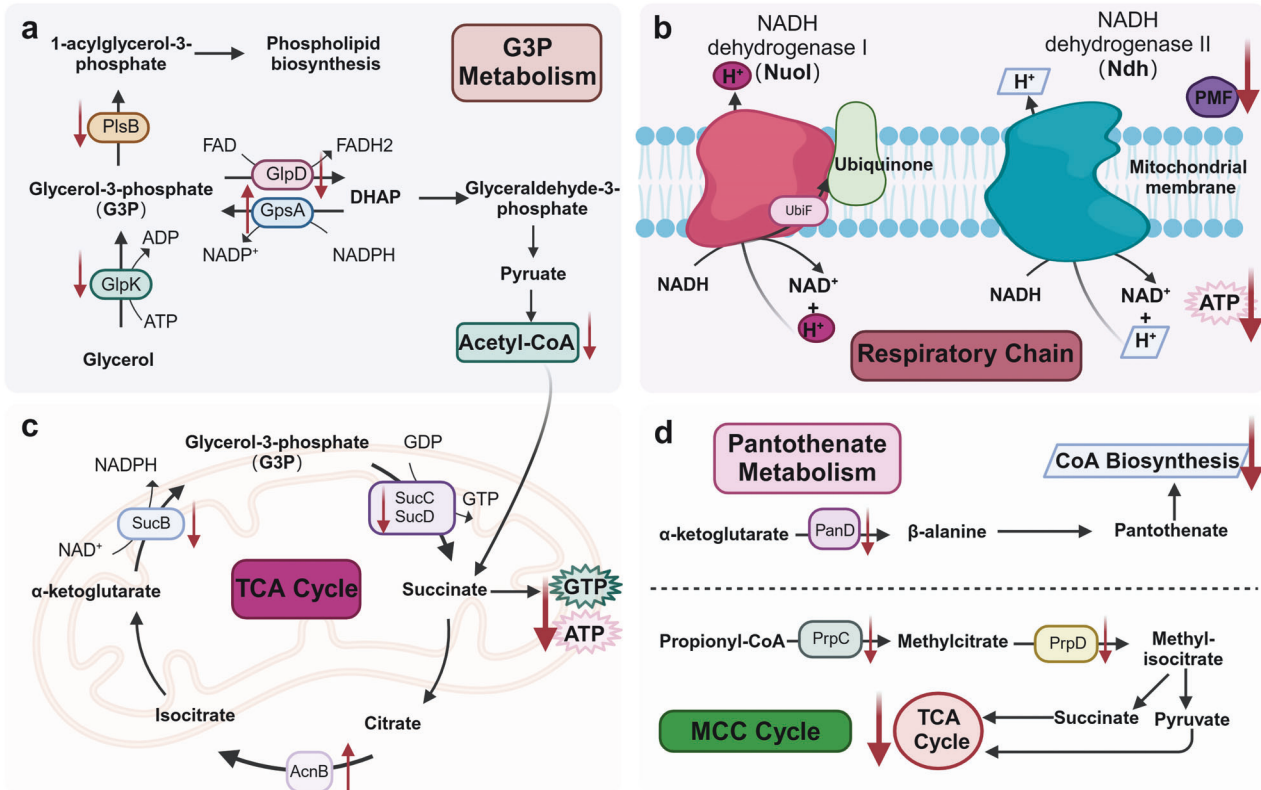 a
1-acylglycerol-3-
phosphate
Phospholipid
biosynthesis
G3P
Metabolism
PlsB
FAD
FADH2
GlpD
Glycerol-3-phosphate
(G3P)
DHAP
Glyceraldehyde-3-
phosphate
GpsA
NADP⁺
NADPH
ADP
GlpK
ATP
Glycerol
Pyruate
Acetyl-CoA
b
NADH
dehydrogenase I
(NuoI)
NADH
dehydrogenase II
(Ndh)
H⁺
H⁺
PMF
Ubiquinone
Mitochondrial
membrane
UbiF
NADH
NAD⁺
+
H⁺
NADH
NAD⁺
+
H⁺
ATP
Respiratory Chain
c
Glycerol-3-phosphate
(G3P)
GDP
NADPH
SucC
SucD
GTP
SucB
NAD⁺
α-ketoglutarate
TCA Cycle
Succinate
GTP
ATP
Isocitrate
Citrate
AcnB
d
Pantothenate
Metabolism
CoA Biosynthesis
α-ketoglutarate
PanD
β-alanine
Pantothenate
Propionyl-CoA
PrpC
Methylcitrate
PrpD
Methyl-
isocitrate
MCC Cycle
TCA
Cycle
Succinate
Pyruvate